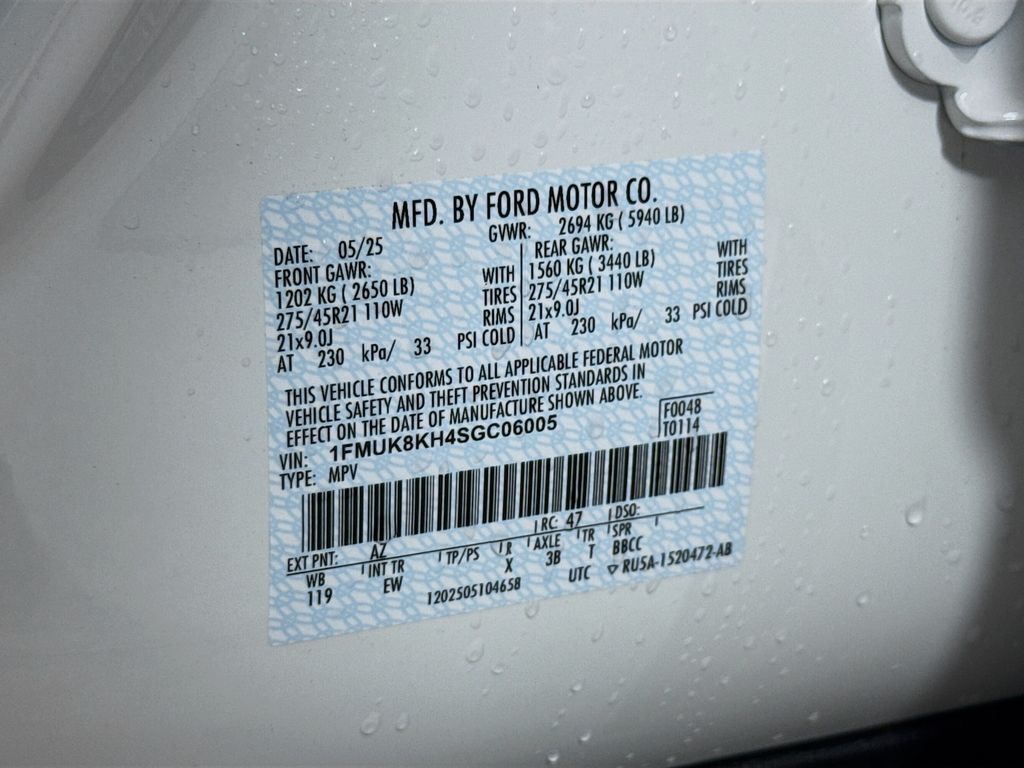 MFD. BY FORD MOTOR CO.
DATE: 05/25 GVWR: 2694 KG ( 5940 LB)
FRONT GAWR:
1202 KG ( 2650 LB) WITH
275/45R21 110W TIRES
21x9.0J RIMS
AT 230 kPa/ 33 PSI COLD
REAR GAWR:
1560 KG ( 3440 LB) WITH
275/45R21 110W TIRES
21x9.0J RIMS
AT 230 kPa/ 33 PSI COLD
THIS VEHICLE CONFORMS TO ALL APPLICABLE FEDERAL MOTOR
VEHICLE SAFETY AND THEFT PREVENTION STANDARDS IN
EFFECT ON THE DATE OF MANUFACTURE SHOWN ABOVE.
VIN: 1FMUK8KH4SGC06005
TYPE: MPV
F0048
T0114
EXT PNT: AZ RC: 47 DSO:
WB INT TR TP/PS R AXLE TR SPR
119 EW X 3B T BBCC
1202505104658 UTC ▽ RU5A-1520472-AB